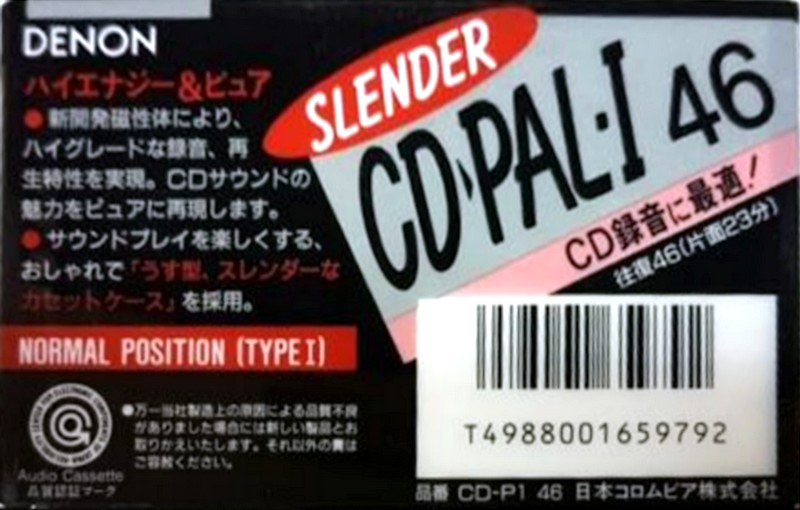 DENON
ハイエナジー&ピュア
●新開発磁性体により、
ハイグレードな録音、再
生特性を実現。CDサウンドの
魅力をピュアに再現します。
●サウンドプレイを楽しくする、
おしゃれで「うす型、スレンダーな
カセットケース」を採用。
NORMAL POSITION (TYPE I)
SLENDER
CD・PAL・I 46
CD録音に最適!
往復46(片面23分)
T4988001659792
●万一当社製造上の原因による品質不良
がありました場合には新しい製品とお
取りかえいたします。それ以外の責は
ご容赦ください。
Audio Cassette
品質認証マーク
品番 CD-P1 46 日本コロムビア株式会社